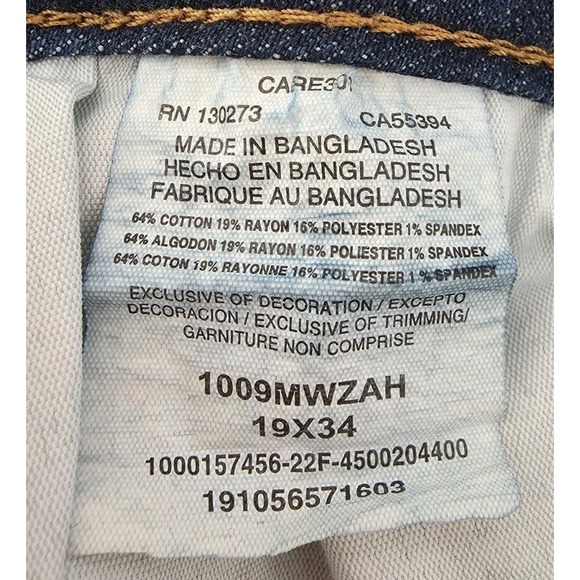 CARE301
RN 130273 CA55394
MADE IN BANGLADESH
HECHO EN BANGLADESH
FABRIQUE AU BANGLADESH
64% COTTON 19% RAYON 16% POLYESTER 1% SPANDEX
64% ALGODON 19% RAYON 16% POLIESTER 1% SPANDEX
64% COTON 19% RAYONNE 16% POLYESTER 1% SPANDEX
EXCLUSIVE OF DECORATION / EXCEPTO
DECORACION / EXCLUSIVE OF TRIMMING/
GARNITURE NON COMPRISE
1009MWZAH
19X34
1000157456-22F-4500204400
191056571603